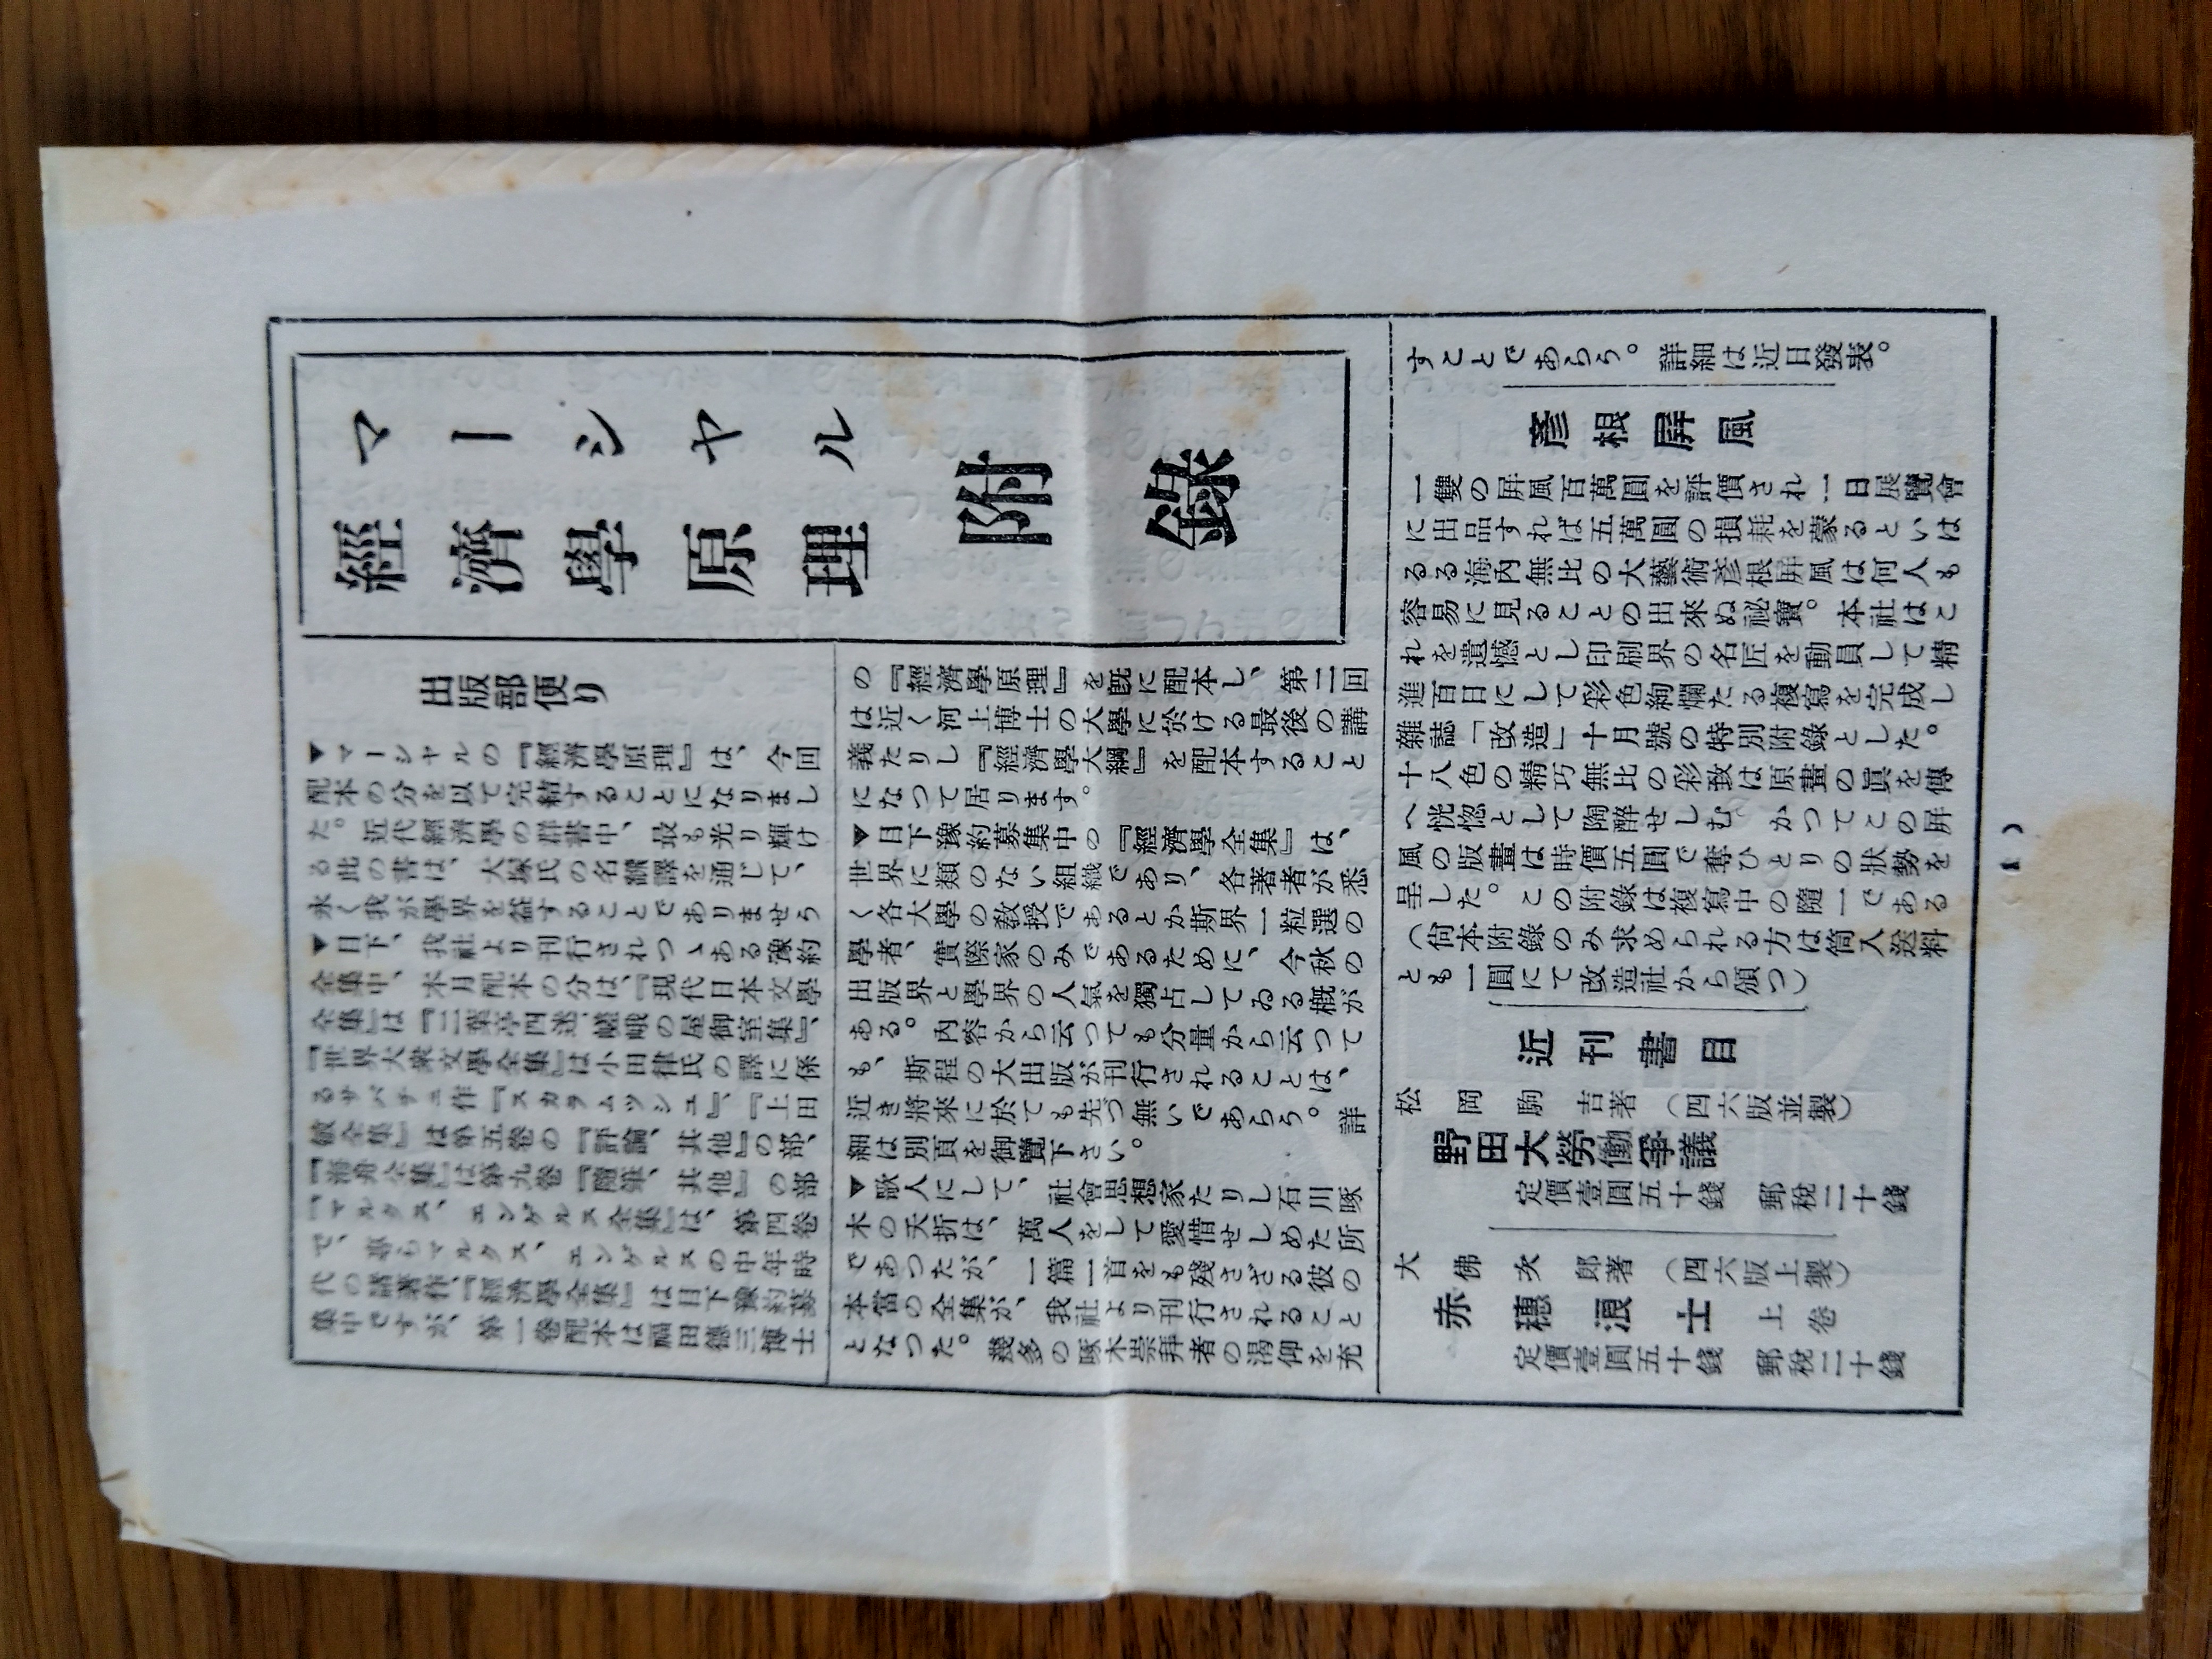 マーシャル
經濟學原理
附錄
出版部便り
▼マーシャルの『經濟學原理』は、今回
配本の分を以て完結することになりまし
た。近代經濟學の群書中、最も光り輝け
る此の書は、大塚氏の名飜譯を通じて、
永く我が學界を益することでありませう
▼目下、我社より刊行されつゝある豫約
全集中、本月配本の分は、『現代日本文學
全集』は『二葉亭四迷・嵯峨の屋御室集』、
『世界大衆文學全集』は小田律氏の譯に係
るサバチニ作『スカラムツシユ』、『上田
敏全集』は第五卷の『評論、其他』の部、
『海舟全集』は第九卷『隨筆、其他』の部
『マルクス、エンゲルス全集』は、第四卷
で、專らマルクス、エンゲルスの中年時
代の諸著作、『經濟學全集』は目下豫約募
集中ですが、第一卷配本は福田德三博士
の『經濟學原理』を既に配本し、第二回
は近く河上博士の大學に於ける最後の講
義たりし『經濟學大綱』を配本すること
になつて居ります。
▼目下豫約募集中の『經濟學全集』は、
世界に類のない組織であり、各著者が悉
く各大學の敎授であるとか斯界一粒選の
學者、實際家のみであるために、今秋の
出版界と學界の人氣を獨占してゐる槪が
ある。內容から云つても分量から云つて
も、斯程の大出版が刊行されることは、
近き將來に於ても先づ無いであらう。詳
細は別頁を御覽下さい。
▼歌人にして、社會思想家たりし石川啄
木の夭折は、萬人をして愛惜せしめた所
であつたが、一篇一首をも殘さざる彼の
本當の全集が、我社より刊行されること
となつた。幾多の啄木崇拜者の渴仰を充
すことであらう。詳細は近日發表。
彥根屛風
一雙の屛風百萬圓を評價され一日展覽會
に出品すれば五萬圓の損耗を蒙るといは
るる海內無比の大藝術彥根屛風は何人も
容易に見ることの出來ぬ祕寶。本社はこ
れを遺憾とし印刷界の名匠を動員して精
進百日にして彩色絢爛たる複寫を完成し
雜誌「改造」十月號の特別附錄とした。
十八色の精巧無比の彩致は原畫の眞を傳
へ恍惚として陶醉せしむ。かつてこの屛
風の版畫は時價五圓で奪ひとりの狀勢を
呈した。この附錄は複寫中の隨一である
（尙本附錄のみ求められる方は筒入送料
とも一圓にて改造社から頒つ）
近刊書目
松岡駒吉著（四六版並製）
野田大勞働爭議
定價壹圓五十錢 郵稅二十錢
大佛次郞著（四六版上製）
赤穗浪士 上卷
定價壹圓五十錢 郵稅二十錢
（1）